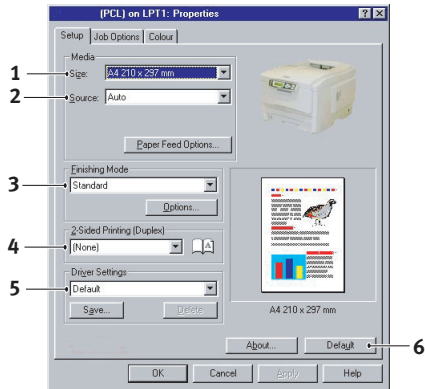 (PCL) on LPT1: Properties
Setup Job Options Colour
Media
1 Size: A4 210 x 297 mm
2 Source: Auto
Paper Feed Options...
Finishing Mode
3 Standard
Options...
2-Sided Printing (Duplex)
4 (None) A
Driver Settings
5 Default
Save... Delete
A4 210 x 297 mm
About... Default 6
OK Cancel Apply Help